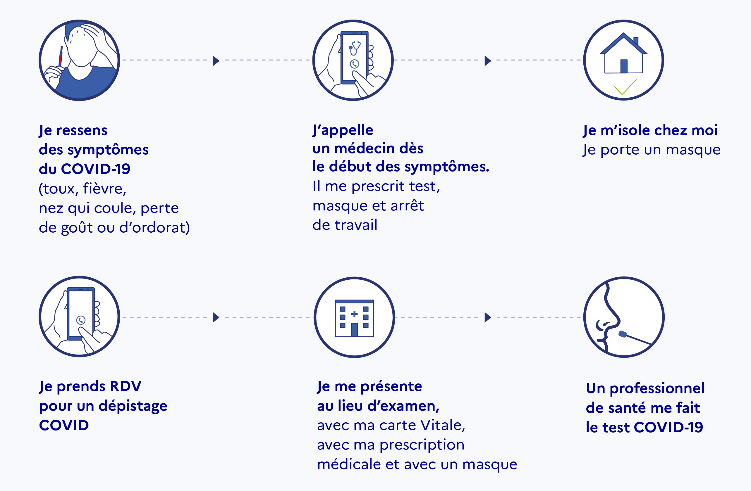 Je ressens
des symptômes
du COVID-19
(toux, fièvre,
nez qui coule, perte
de goût ou d'ordorat)
J'appelle
un médecin dès
le début des symptômes.
Il me prescrit test,
masque et arrêt
de travail
Je m'isole chez moi
Je porte un masque
Je prends RDV
pour un dépistage
COVID
Je me présente
au lieu d'examen,
avec ma carte Vitale,
avec ma prescription
médicale et avec un masque
Un professionnel
de santé me fait
le test COVID-19